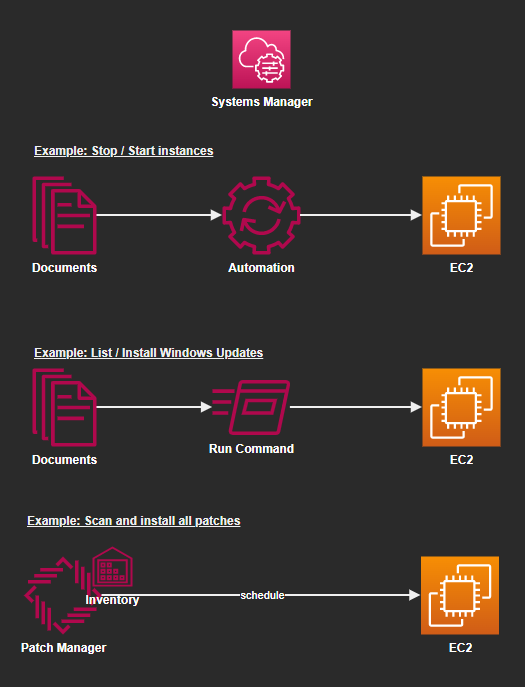 Systems Manager
Example: Stop / Start instances
Documents
Automation
EC2
Example: List / Install Windows Updates
Documents
Run Command
EC2
Example: Scan and install all patches
Inventory
schedule
Patch Manager
EC2